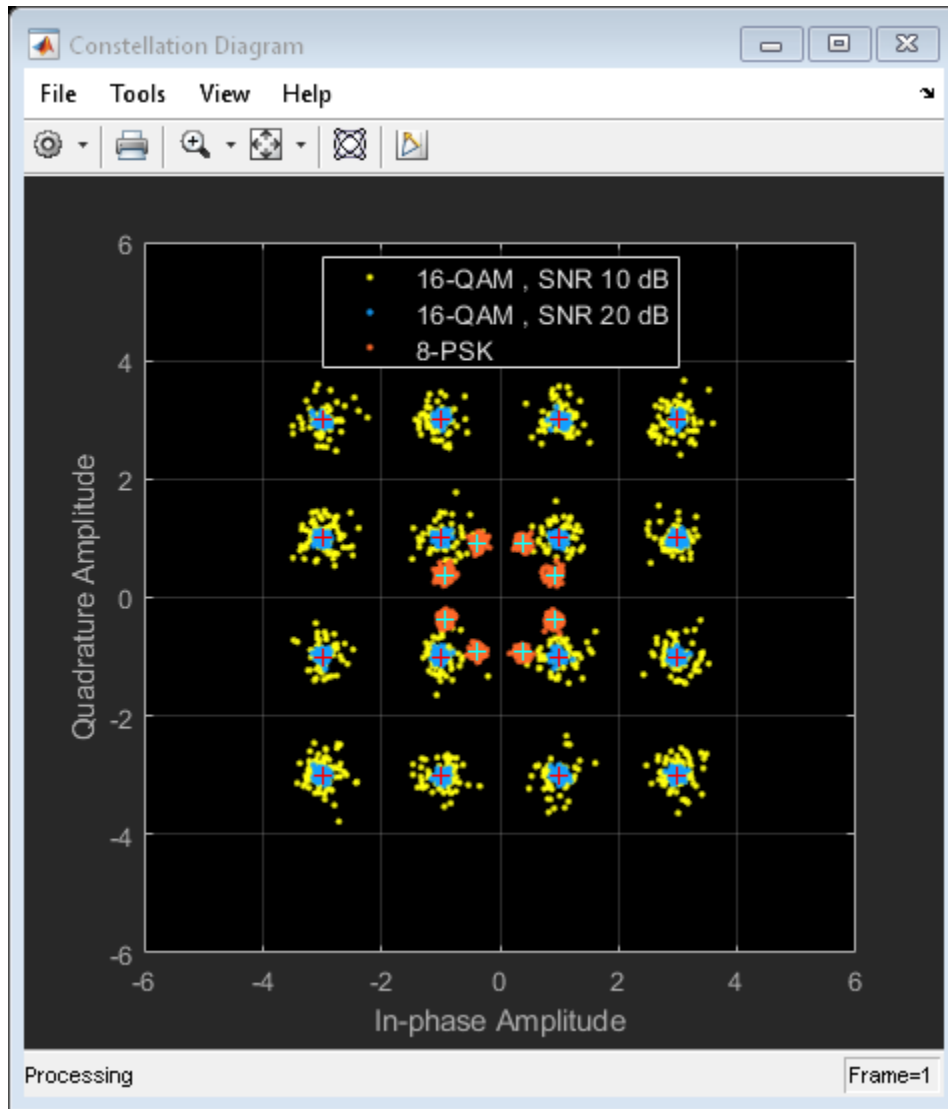 Constellation Diagram
File Tools View Help
6
16-QAM , SNR 10 dB
16-QAM , SNR 20 dB
8-PSK
4
2
0
-2
-4
-6
Quadrature Amplitude
-6 -4 -2 0 2 4 6
In-phase Amplitude
Processing Frame=1